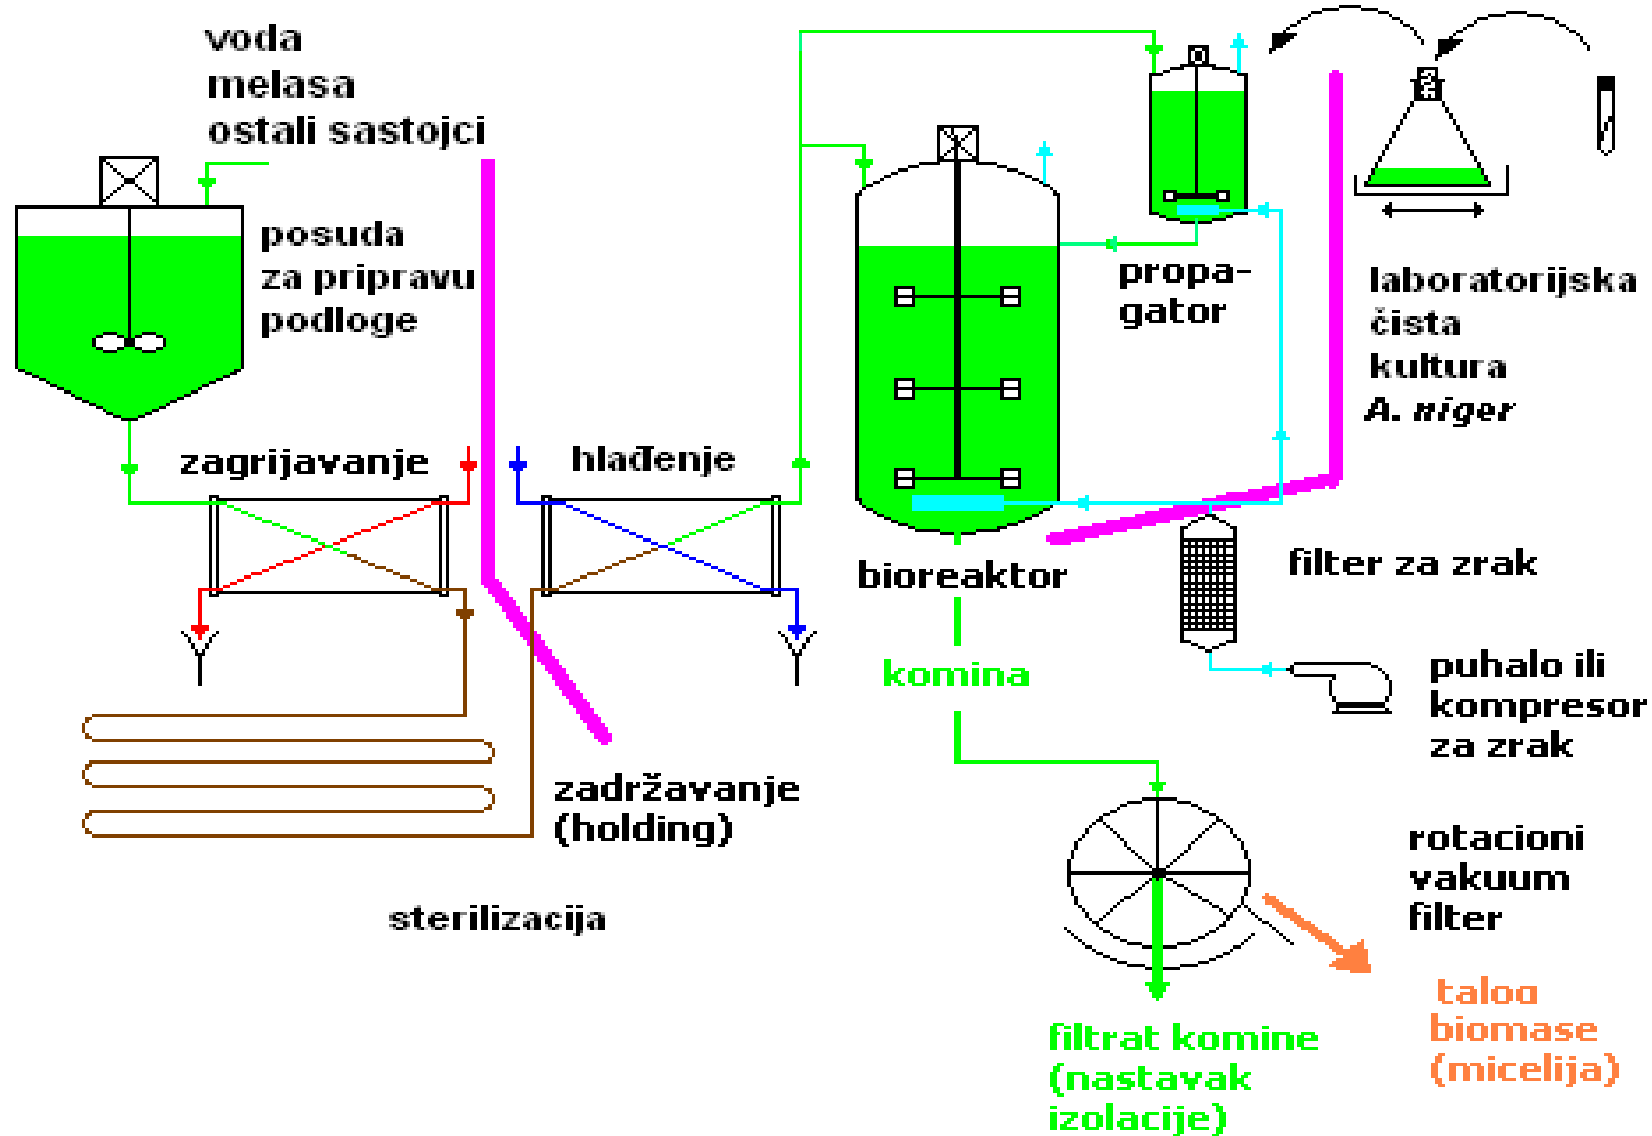 voda
melasa
ostali sastojci
posuda
za pripravu
podloge
zagrijavanje
hlađenje
propa-
gator
laboratorijska
čista
kultura
A. niger
bioreaktor
filter za zrak
komina
puhalo ili
kompresor
za zrak
zadržavanje
(holding)
rotacioni
vakuum
filter
sterilizacija
talog
biomase
(micelija)
filtrat komine
(nastavak
izolacije)